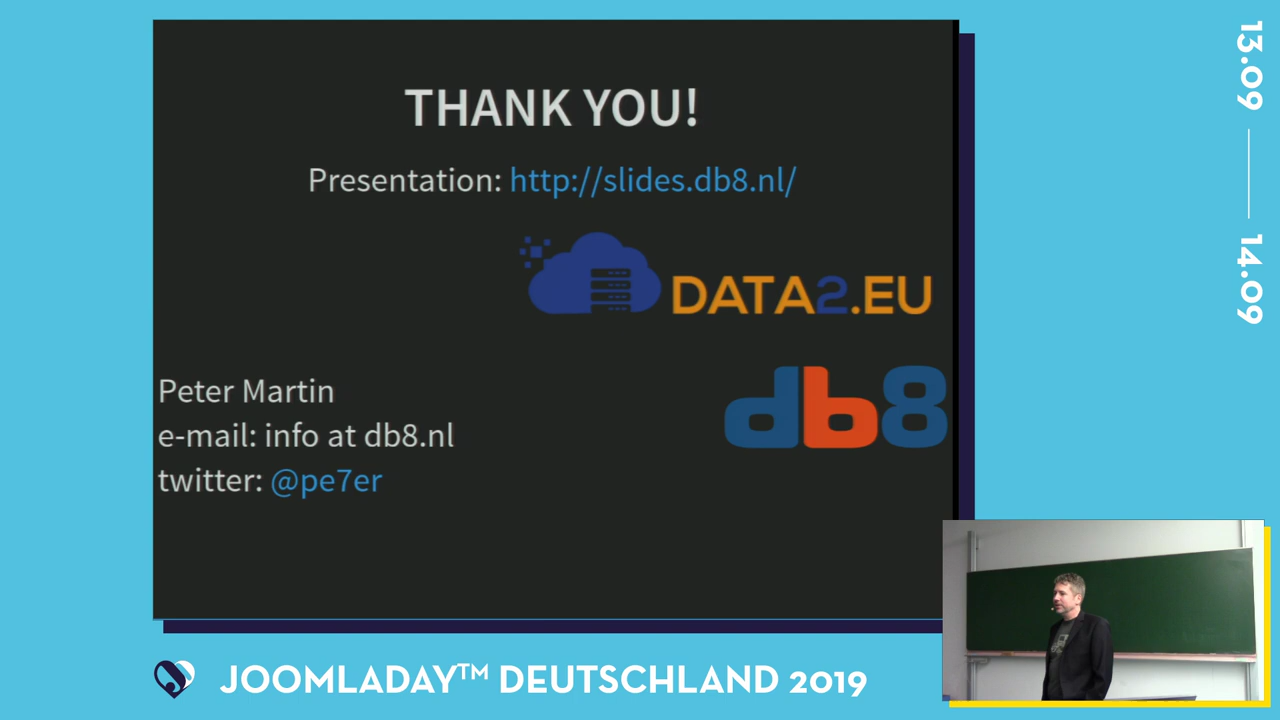 THANK YOU!
Presentation: http://slides.db8.nl/
DATA2.EU
db8
Peter Martin
e-mail: info at db8.nl
twitter: @pe7er
JOOMLADAY™ DEUTSCHLAND 2019
13.09
14.09